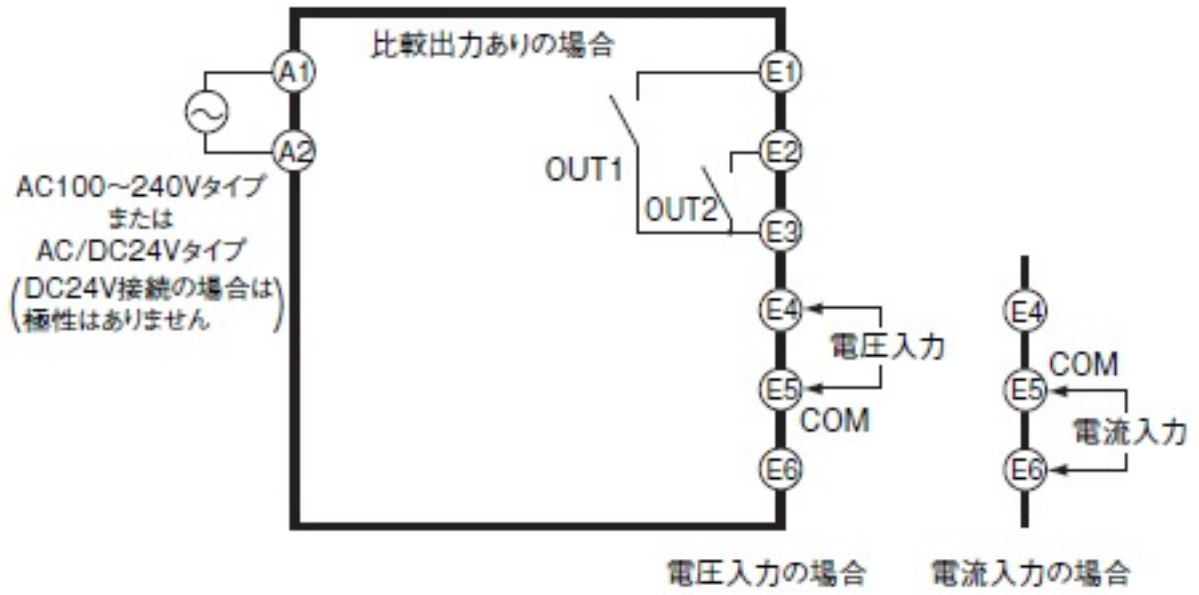 比較出力ありの場合
A1
A2
AC100～240Vタイプ
または
AC/DC24Vタイプ
(DC24V接続の場合は
極性はありません)
E1
E2
E3
E4
E5
E6
OUT1
OUT2
電圧入力
COM
E4
E5
E6
COM
電流入力
電圧入力の場合
電流入力の場合